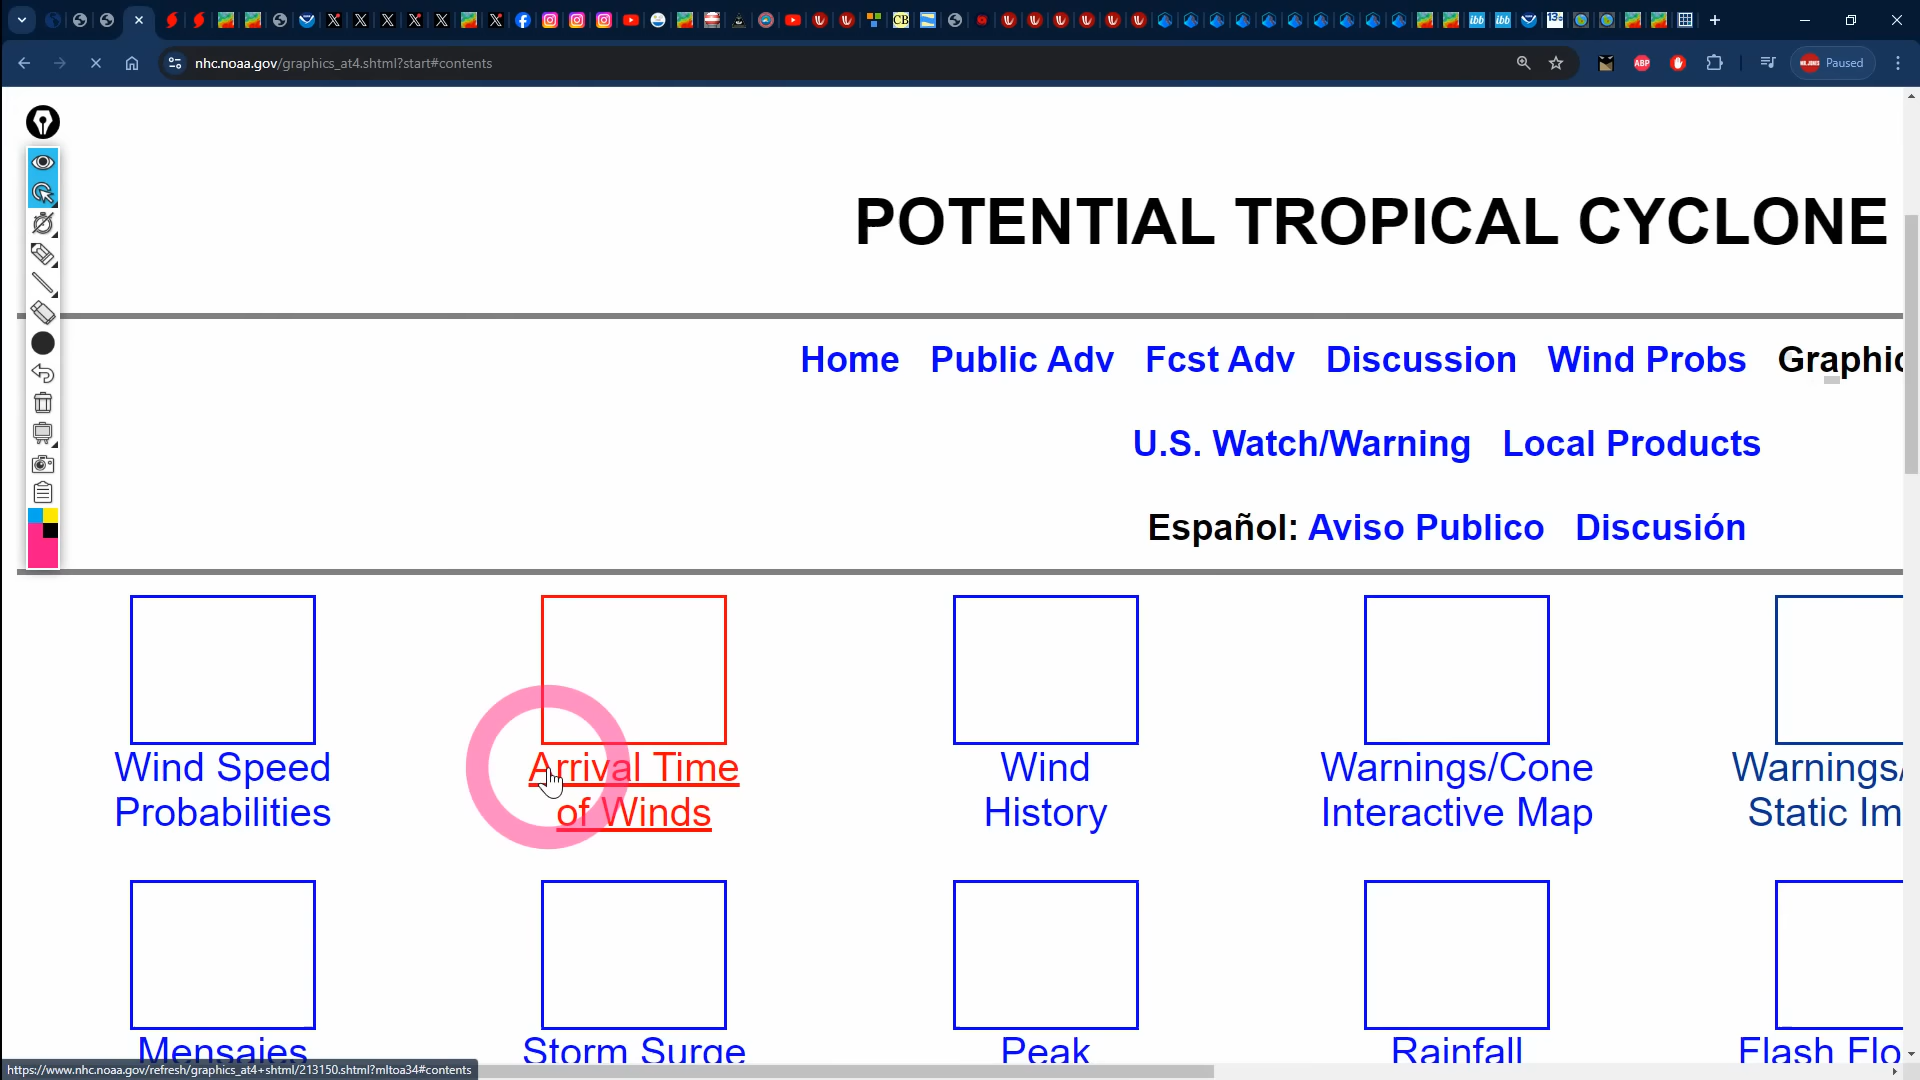 nhc.noaa.gov/graphics_at4.shtml?start#contents
ABP
Paused
POTENTIAL TROPICAL CYCLONE
Home Public Adv Fcst Adv Discussion Wind Probs Graphic
U.S. Watch/Warning Local Products
Español: Aviso Publico Discusión
Wind Speed
Probabilities
Arrival Time
of Winds
Wind
History
Warnings/Cone
Interactive Map
Warnings/
Static Im
Mensajes
Storm Surge
Peak
Rainfall
Flash Flo
https://www.nhc.noaa.gov/refresh/graphics_at4+shtml/213150.shtml?mltoa34#contents